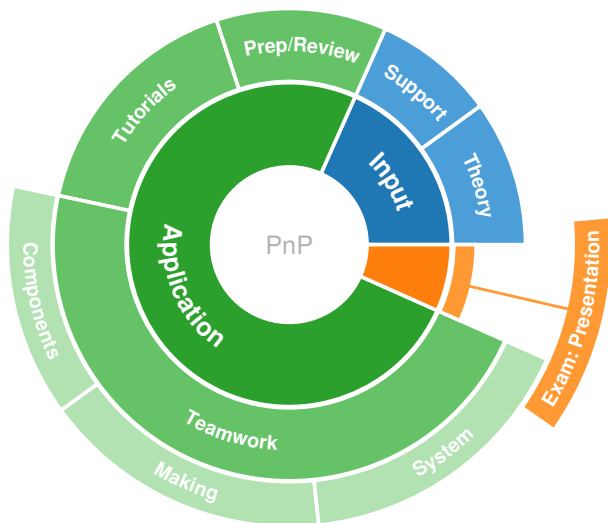 Prep/Review
Support
Tutorials
Theory
Input
PnP
Application
Components
Exam: Presentation
Teamwork
System
Making